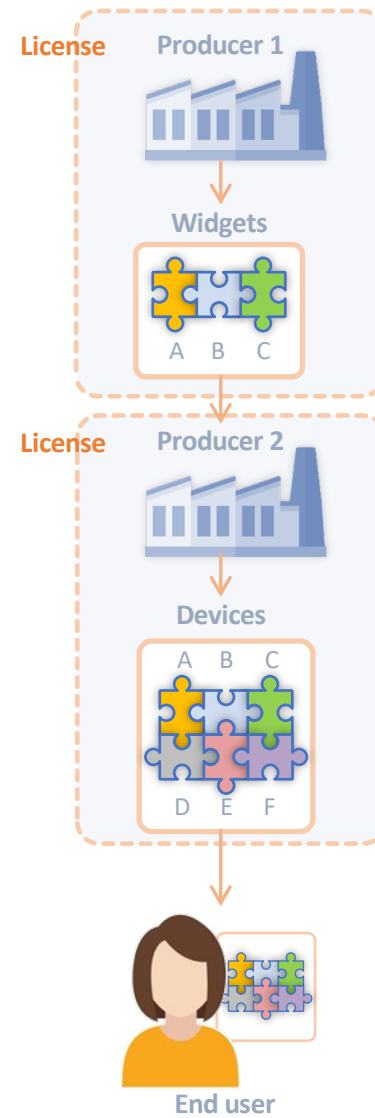 License
Producer 1
Widgets
A B C
License
Producer 2
Devices
A B C
D E F
End user